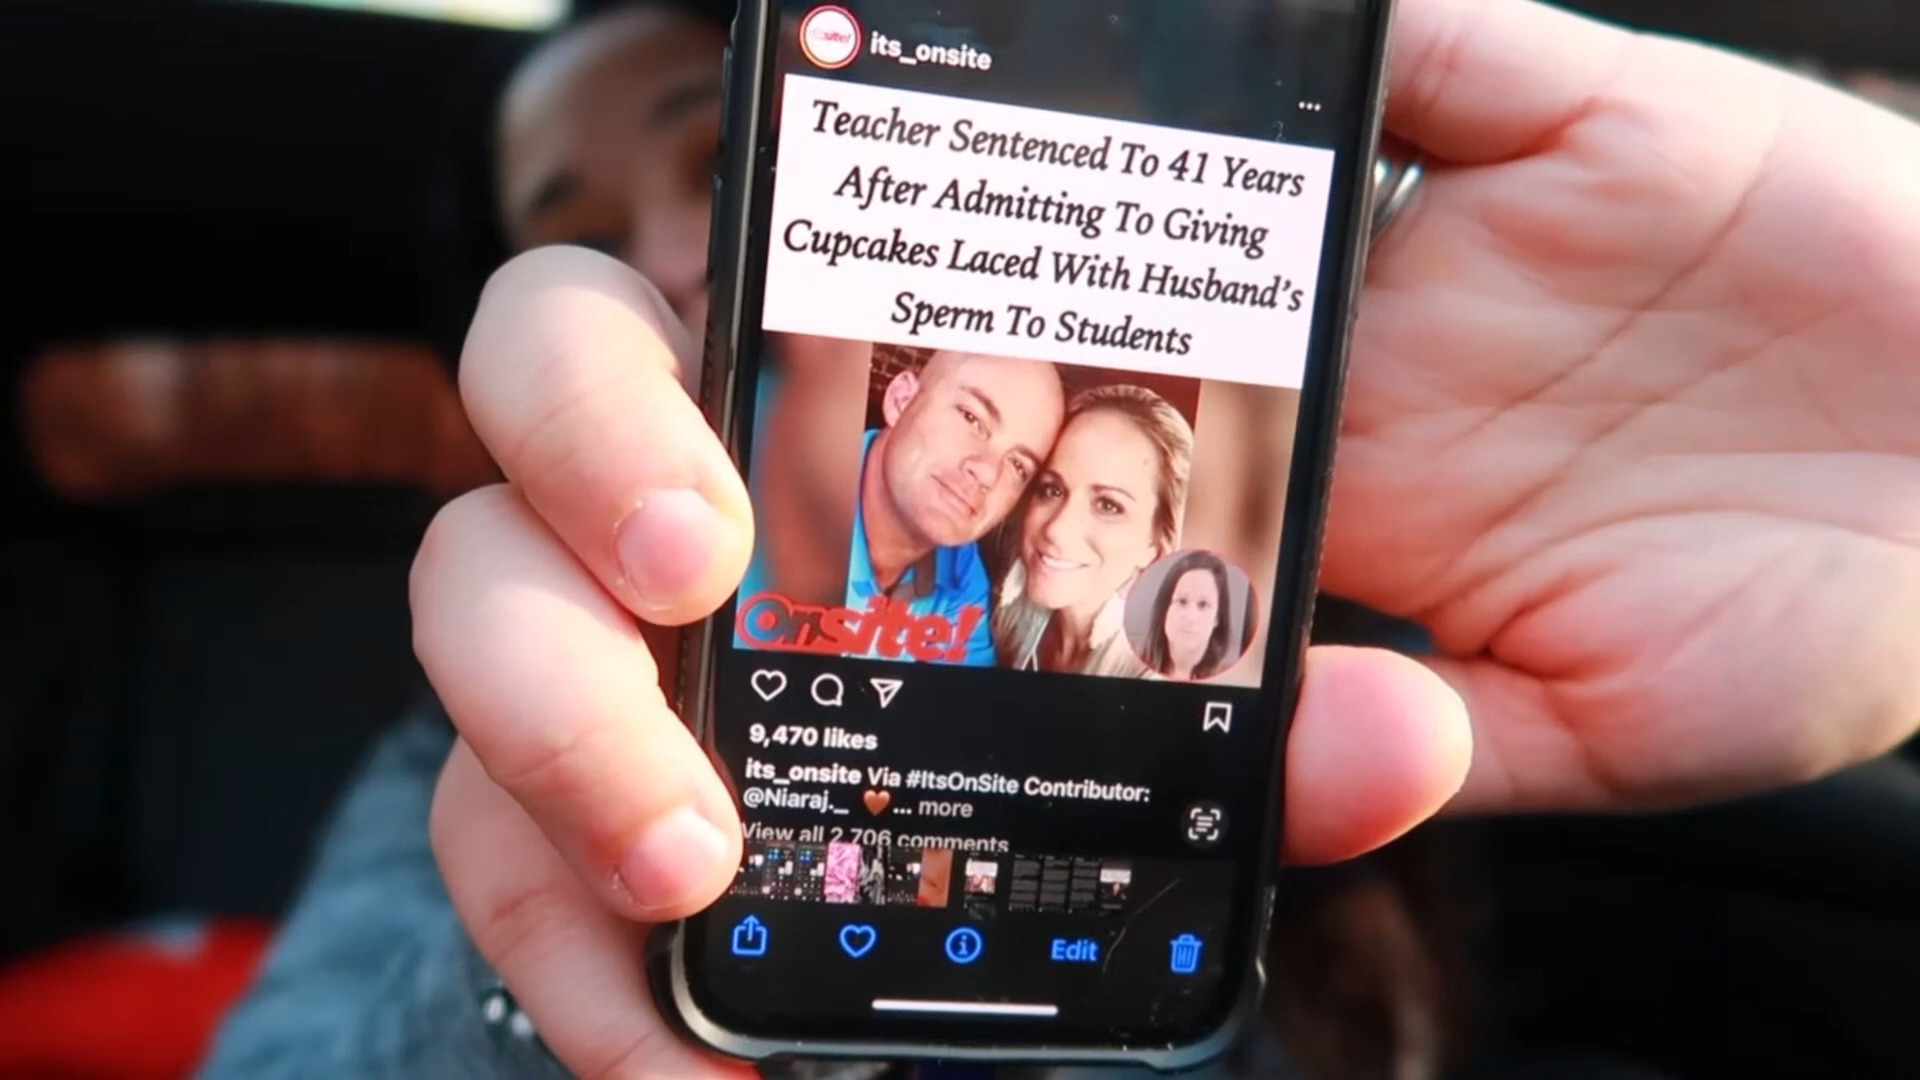 its_onsite
...
Teacher Sentenced To 41 Years
After Admitting To Giving
Cupcakes Laced With Husband's
Sperm To Students
Onsite!
9,470 likes
its_onsite Via #ItsOnSite Contributor:
@Niaraj._ 🧡... more
View all 2,706 comments
Edit